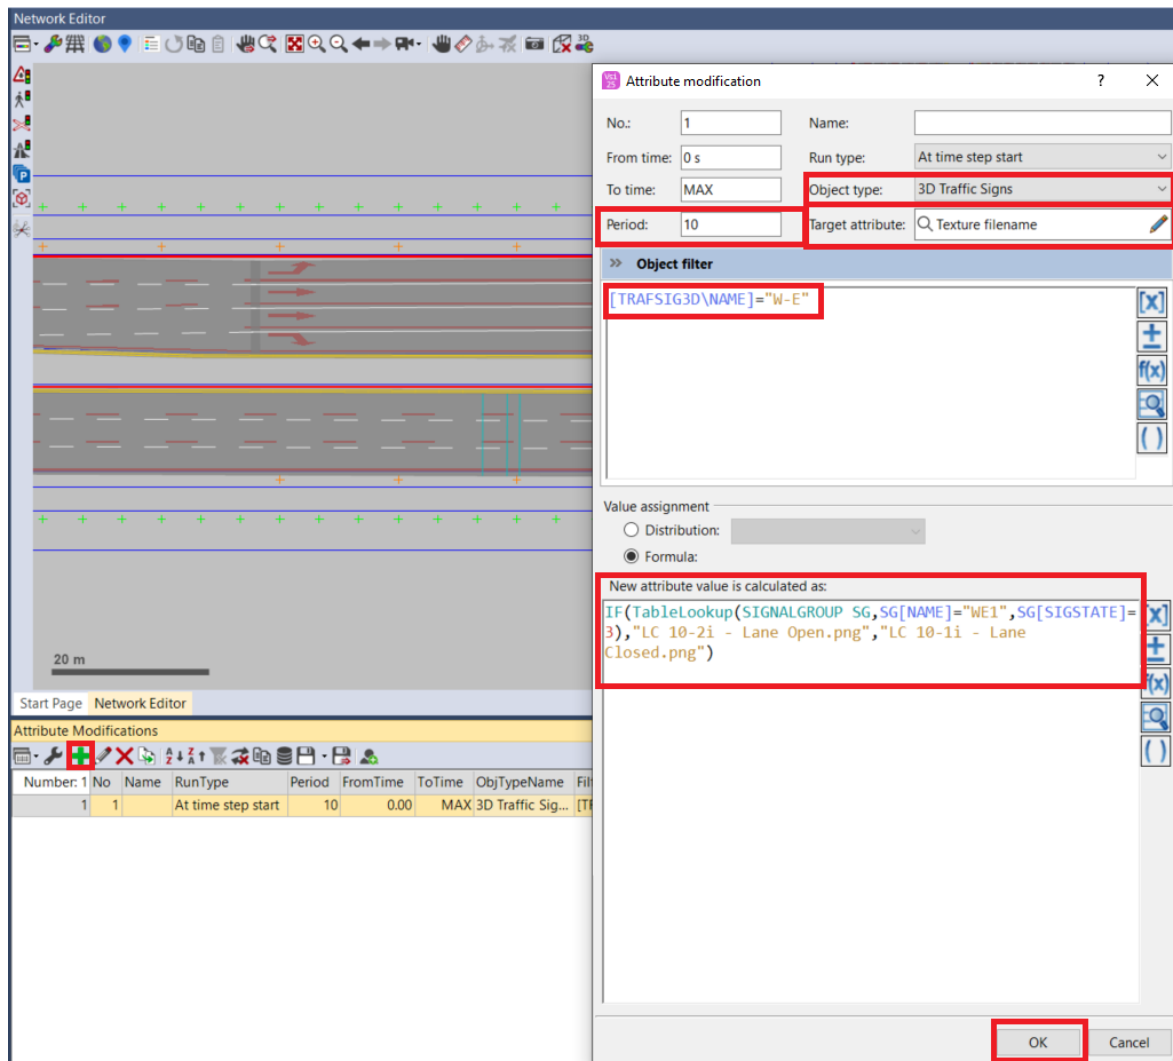 Network Editor
Vsi 25 Attribute modification ? ×
No.: 1 Name:
From time: 0 s Run type: At time step start
To time: MAX Object type: 3D Traffic Signs
Period: 10 Target attribute: Texture filename
» Object filter
[TRAFSIG3D\NAME]="W-E"
[x]
±
f(x)
( )
Value assignment
Distribution:
Formula:
New attribute value is calculated as:
IF(TableLookup(SIGNALGROUP SG,SG[NAME]="WE1",SG[SIGSTATE]=
3),"LC 10-2i - Lane Open.png","LC 10-1i - Lane
Closed.png")
[x]
±
f(x)
( )
20 m
Start Page Network Editor
Attribute Modifications
Number: 1 No Name RunType Period FromTime ToTime ObjTypeName Fil
1 1 At time step start 10 0.00 MAX 3D Traffic Sig... [TF
OK Cancel